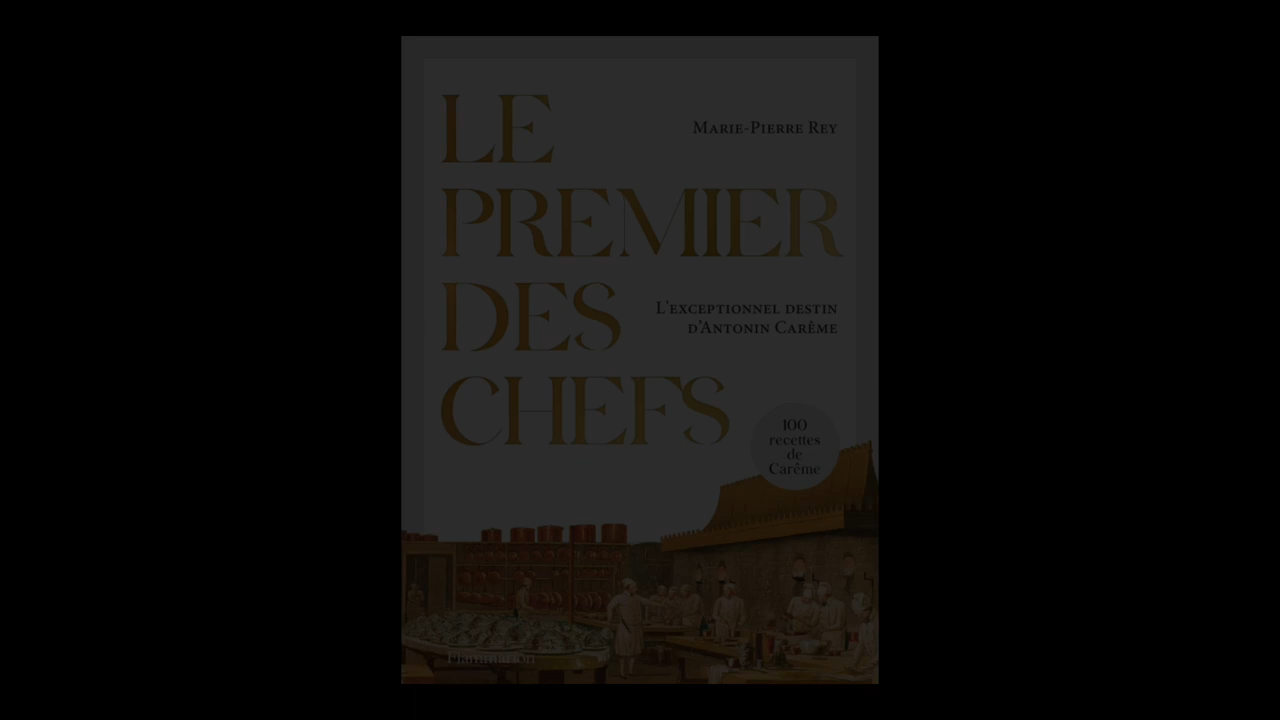 LE
PREMIER
DES
CHEFS
Marie-Pierre Rey
L'exceptionnel destin
d'Antonin Carême
100
recettes
de
Carême
Flammarion